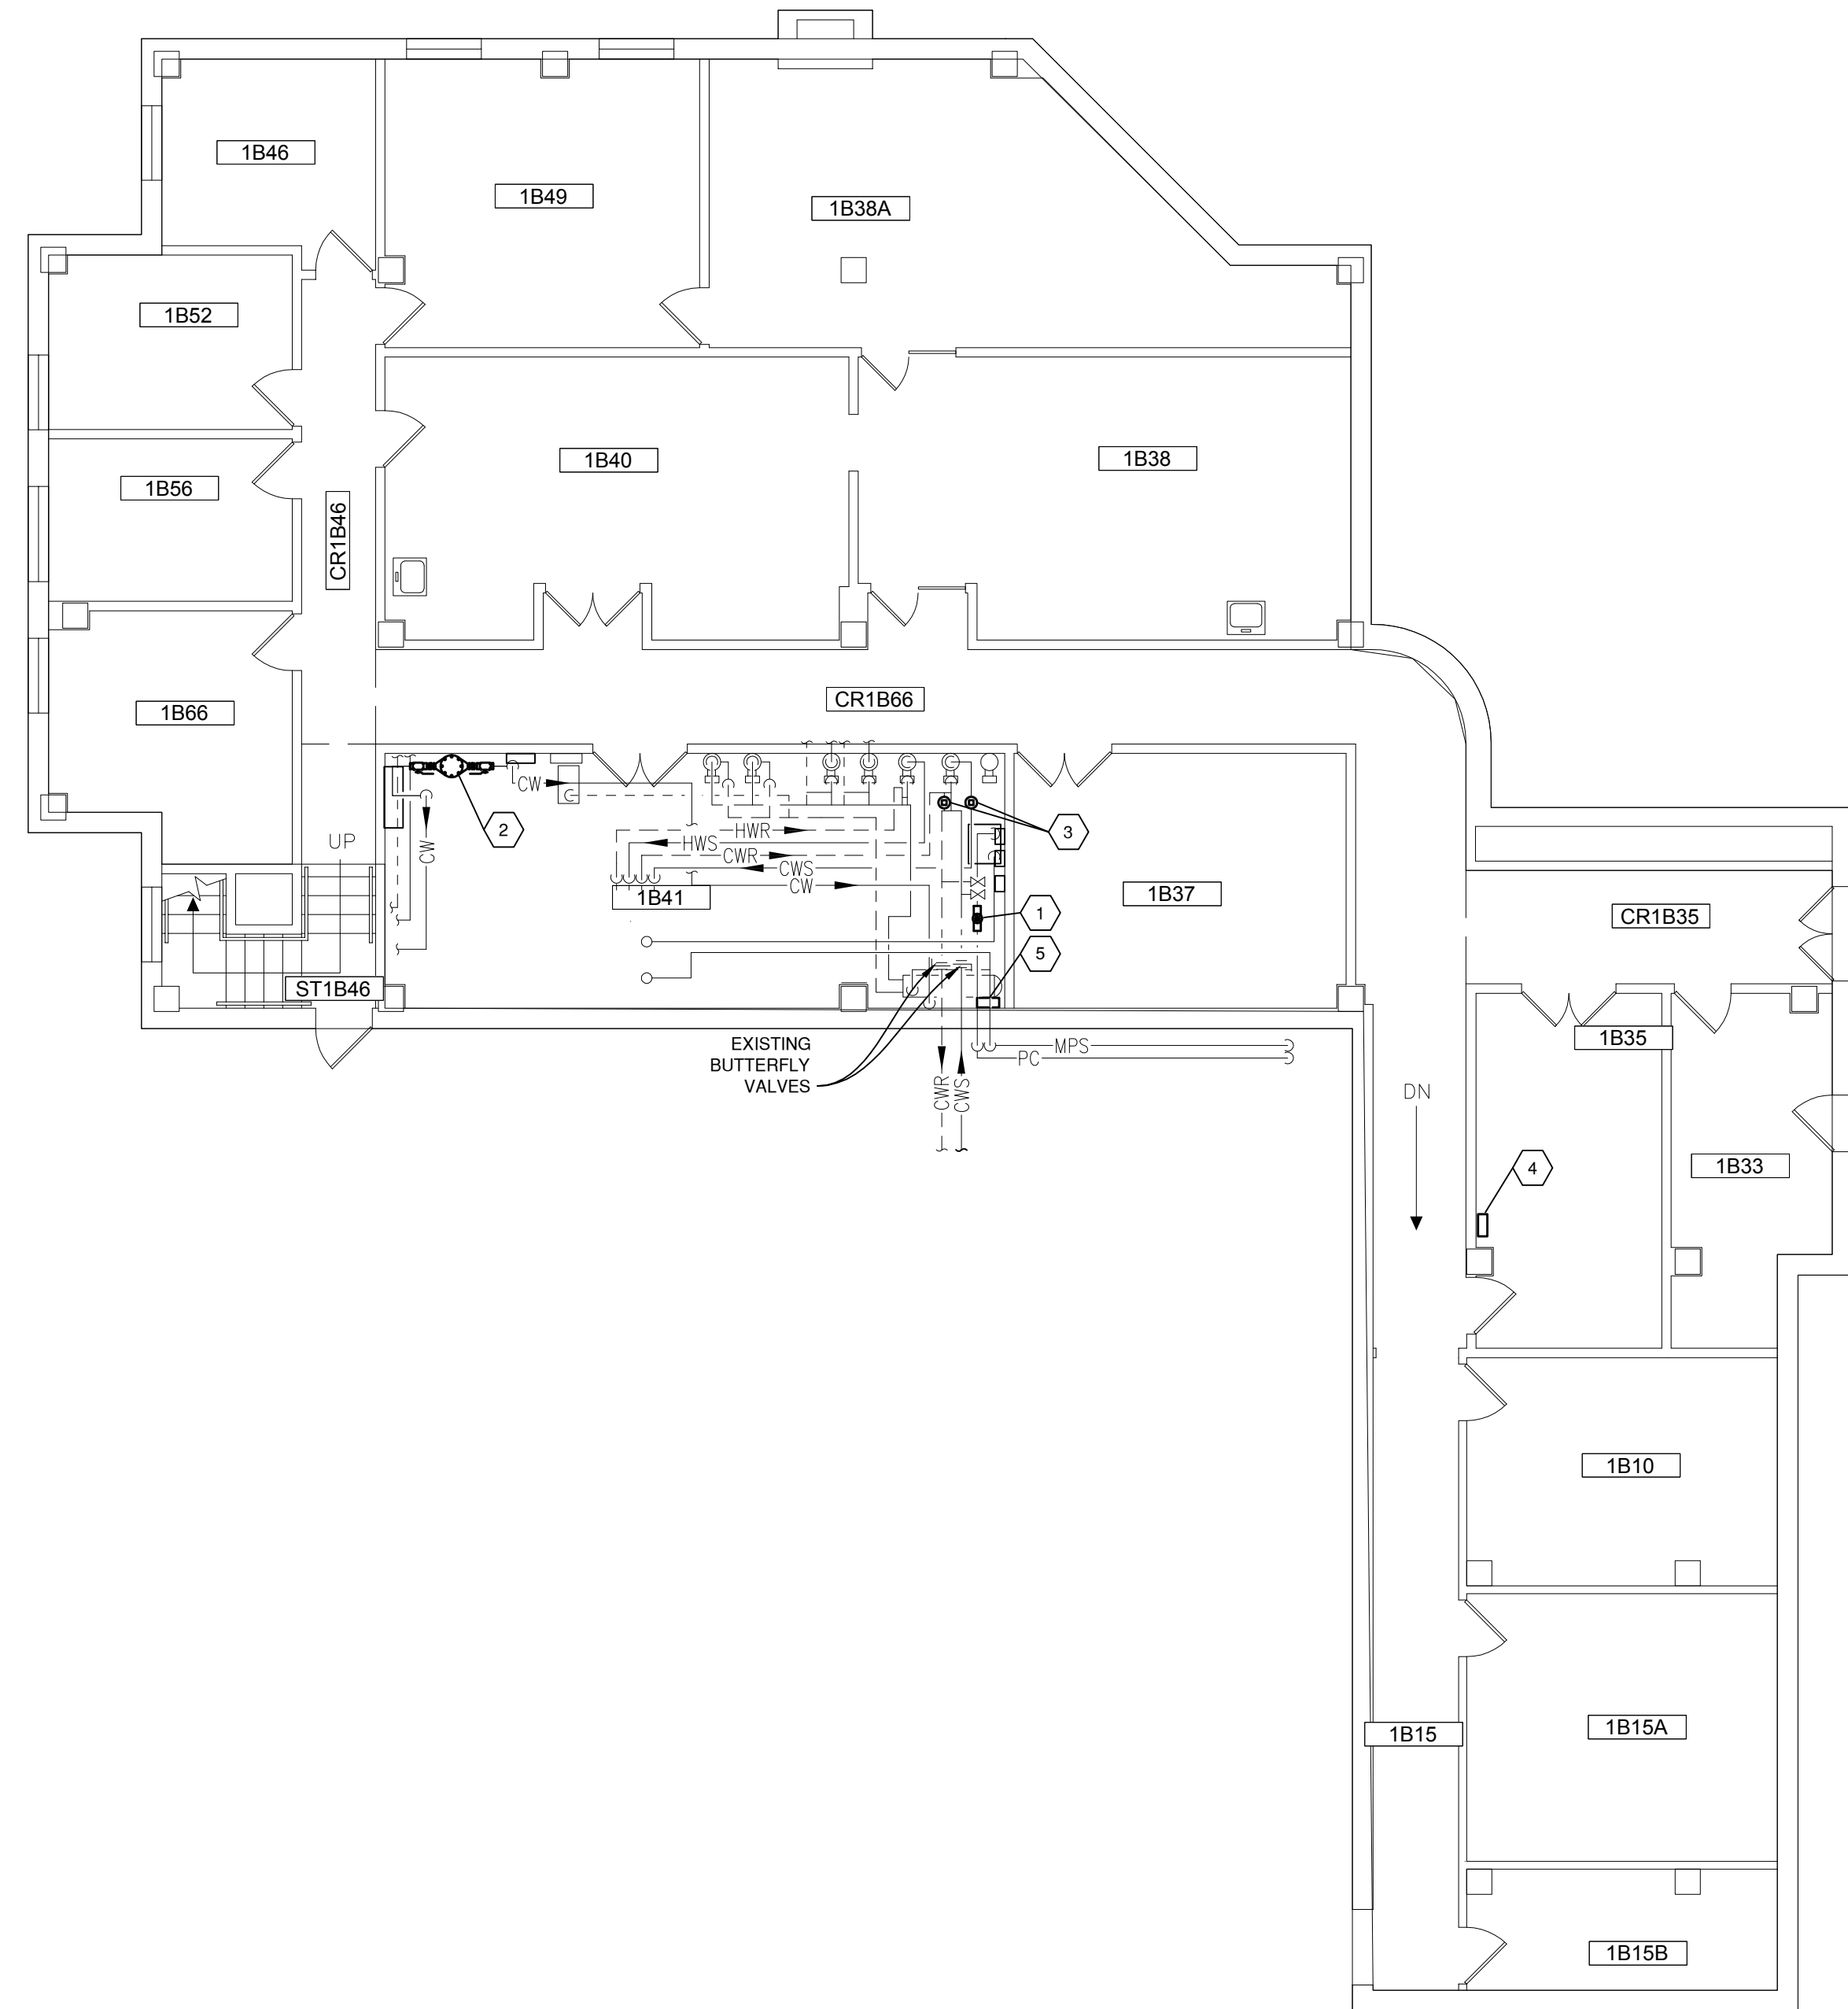 1B46
1B49
1B38A
1B52
1B40
1B38
1B56
CR1B46
1B66
CR1B66
CW
2
3
HWR
HWS
CWR
CWS
CW
CW
UP
1B41
1B37
1
CR1B35
5
ST1B46
EXISTING
BUTTERFLY
VALVES
MPS
PC
CWR
CWS
1B35
DN
4
1B33
1B10
1B15A
1B15
1B15B